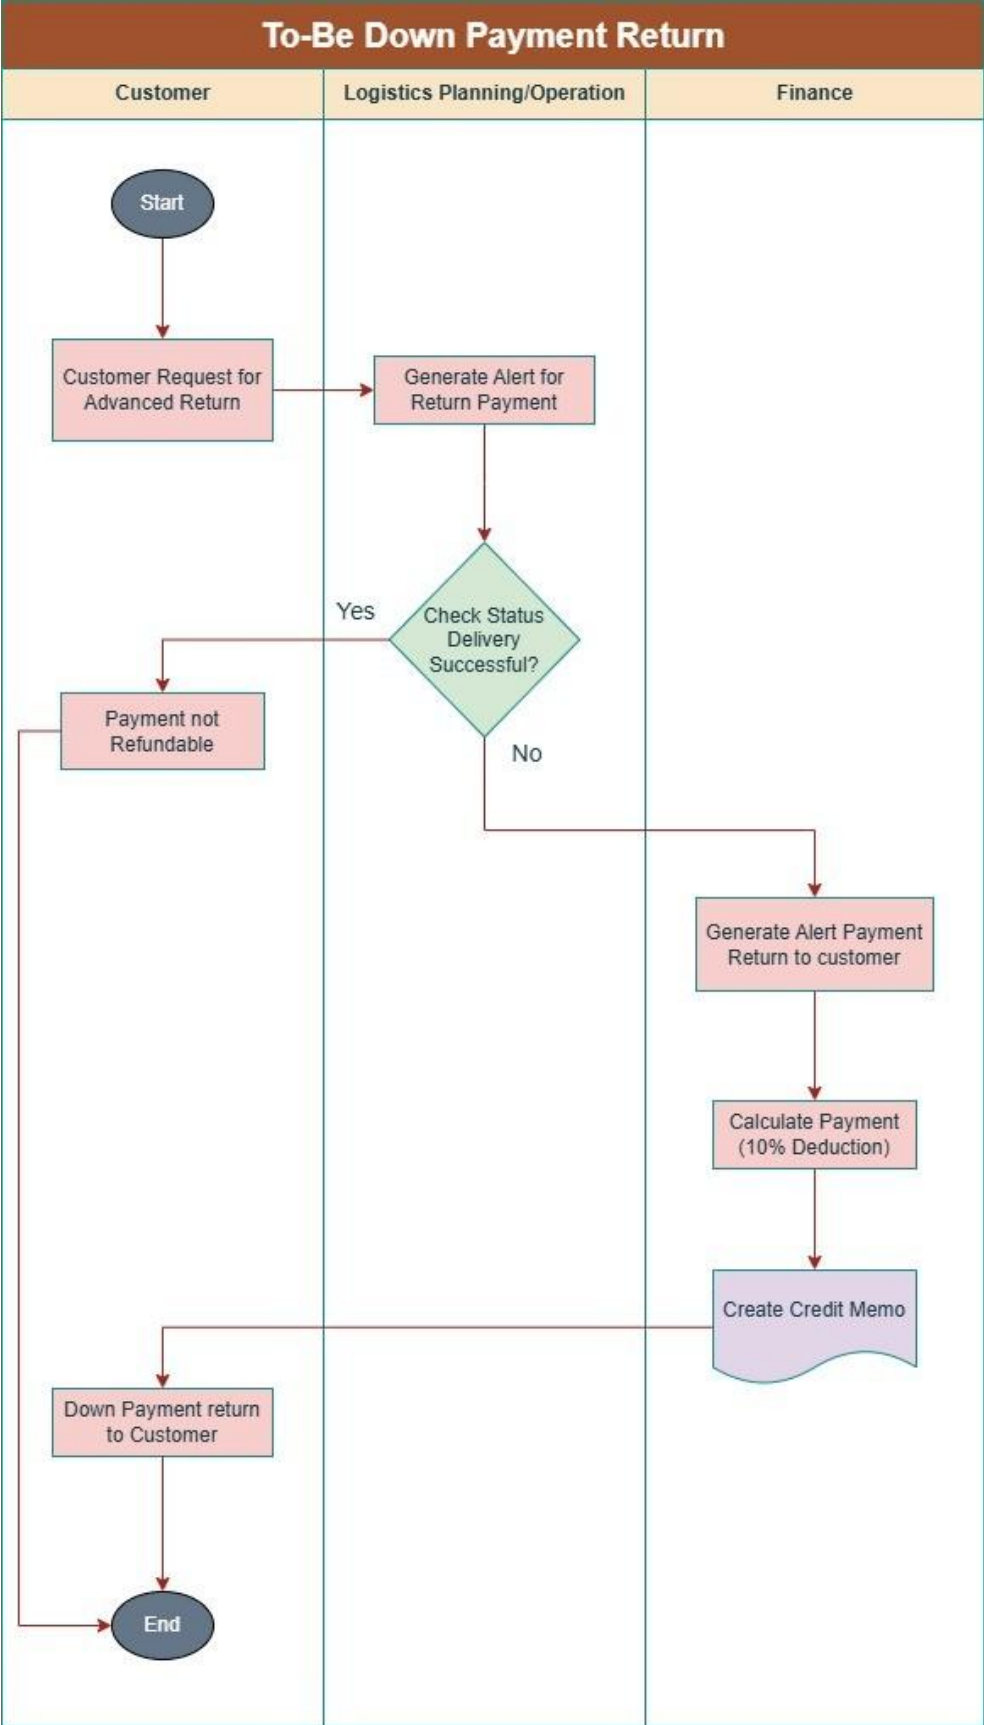 To-Be Down Payment Return
Customer
Logistics Planning/Operation
Finance
Start
Customer Request for
Advanced Return
Generate Alert for
Return Payment
Check Status
Delivery
Successful?
Yes
Payment not
Refundable
No
Generate Alert Payment
Return to customer
Calculate Payment
(10% Deduction)
Create Credit Memo
Down Payment return
to Customer
End